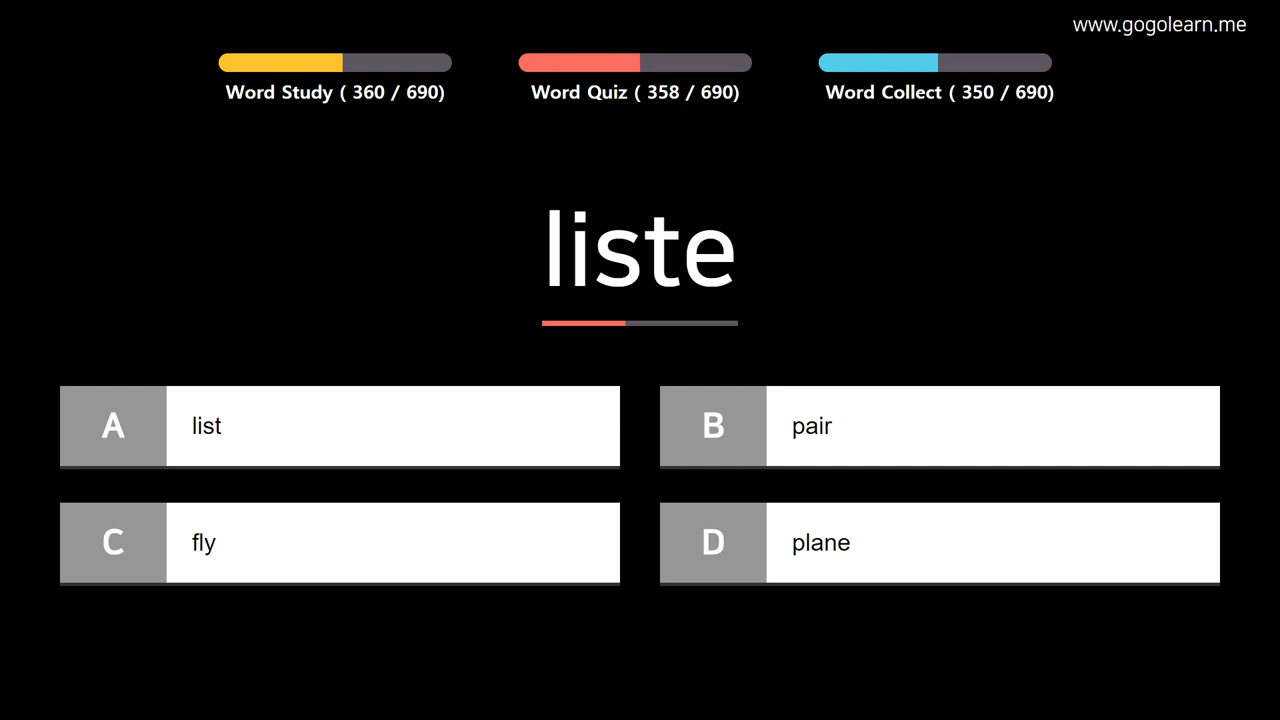 www.gogolearn.me
Word Study ( 360 / 690)
Word Quiz ( 358 / 690)
Word Collect ( 350 / 690)
liste
A list
B pair
C fly
D plane